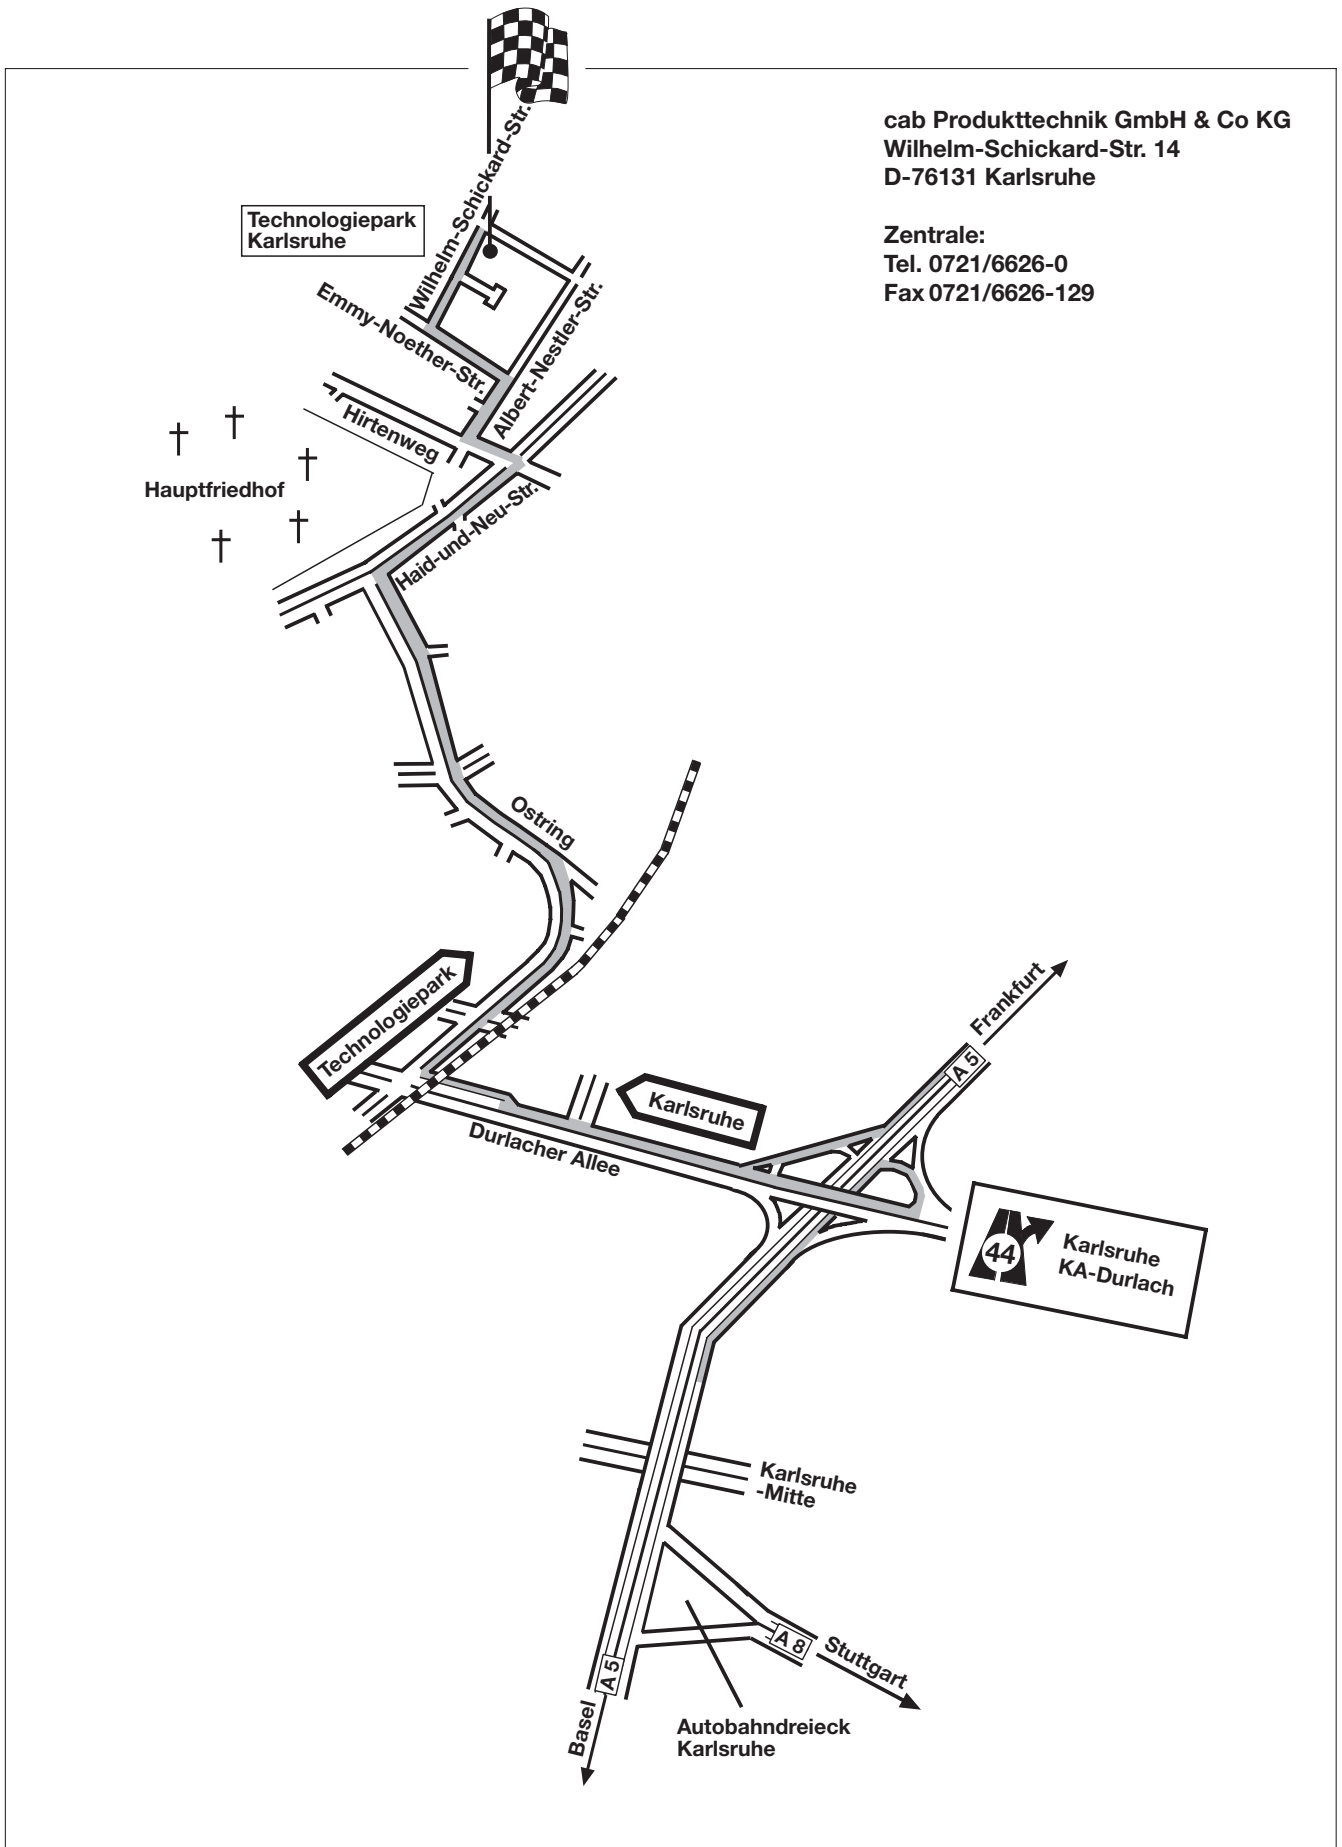 cab Produkttechnik GmbH & Co KG
Wilhelm-Schickard-Str. 14
D-76131 Karlsruhe
Zentrale:
Tel. 0721/6626-0
Fax 0721/6626-129
Wilhelm-Schickard-Str.
Technologiepark
Karlsruhe
Emmy-Noether-Str.
Albert-Nestler-Str.
Hirtenweg
Hauptfriedhof
Haid-und-Neu-Str.
Ostring
Technologiepark
Frankfurt
A 5
Karlsruhe
Durlacher Allee
44
Karlsruhe
KA-Durlach
Karlsruhe
-Mitte
A 8
Stuttgart
A 5
Basel
Autobahndreieck
Karlsruhe